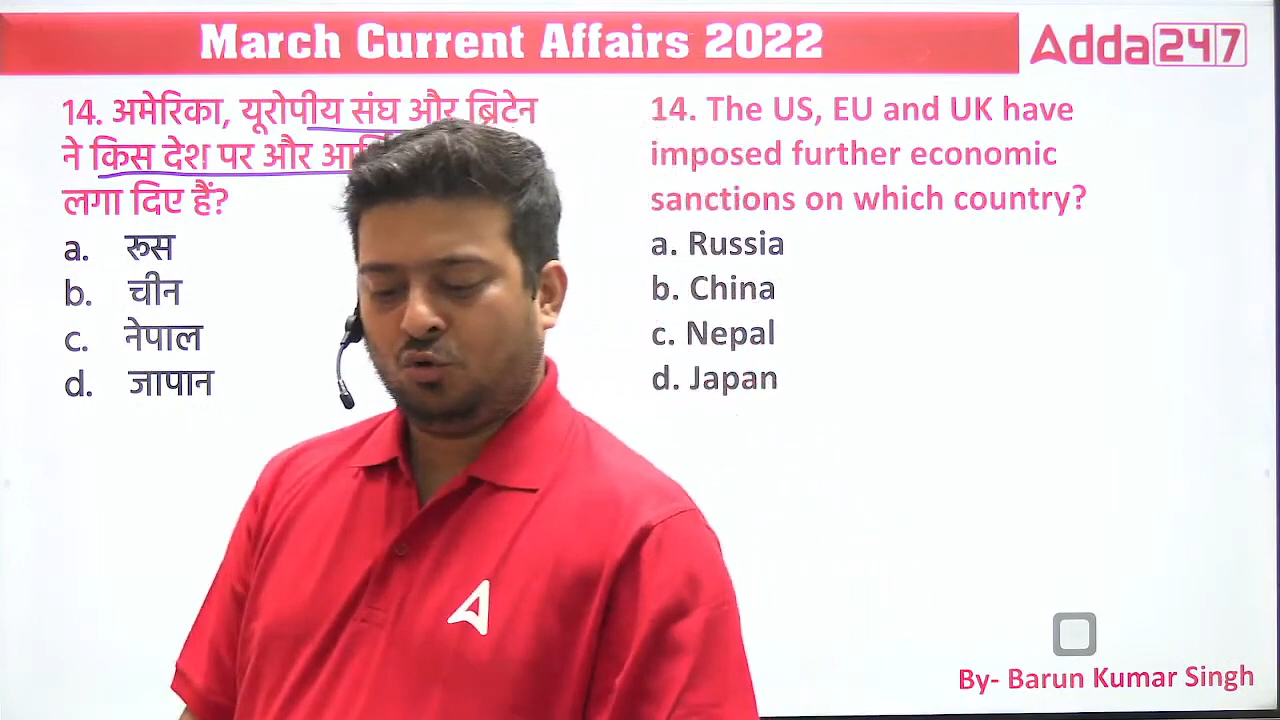 March Current Affairs 2022
Adda247
14. अमेरिका, यूरोपीय संघ और ब्रिटेन
ने किस देश पर और
लगा दिए हैं?
a. रूस
b. चीन
c. नेपाल
d. जापान
14. The US, EU and UK have
imposed further economic
sanctions on which country?
a. Russia
b. China
c. Nepal
d. Japan
By- Barun Kumar Singh